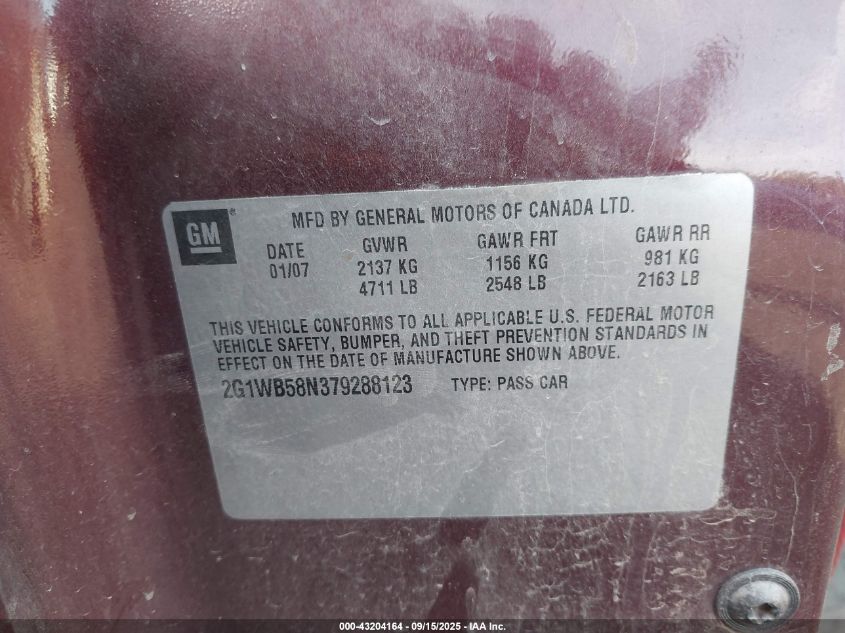 GM ®
MFD BY GENERAL MOTORS OF CANADA LTD.
DATE GVWR GAWR FRT GAWR RR
01/07 2137 KG 1156 KG 981 KG
4711 LB 2548 LB 2163 LB
THIS VEHICLE CONFORMS TO ALL APPLICABLE U.S. FEDERAL MOTOR
VEHICLE SAFETY, BUMPER, AND THEFT PREVENTION STANDARDS IN
EFFECT ON THE DATE OF MANUFACTURE SHOWN ABOVE.
2G1WB58N379288123 TYPE: PASS CAR
000-43204164 - 09/15/2025 - IAA Inc.